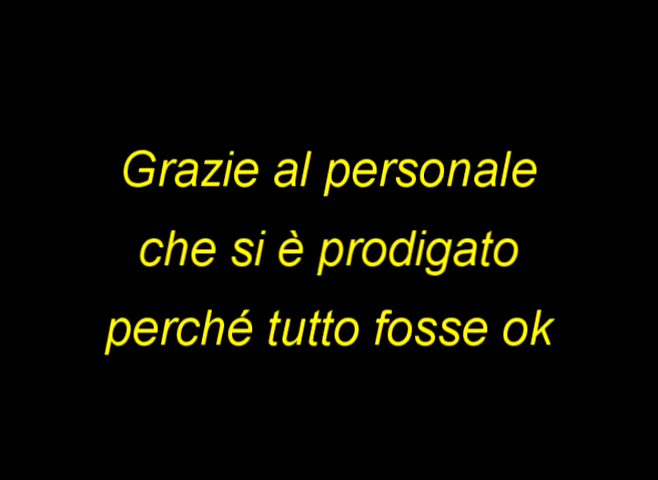 Grazie al personale
che si è prodigato
perché tutto fosse ok